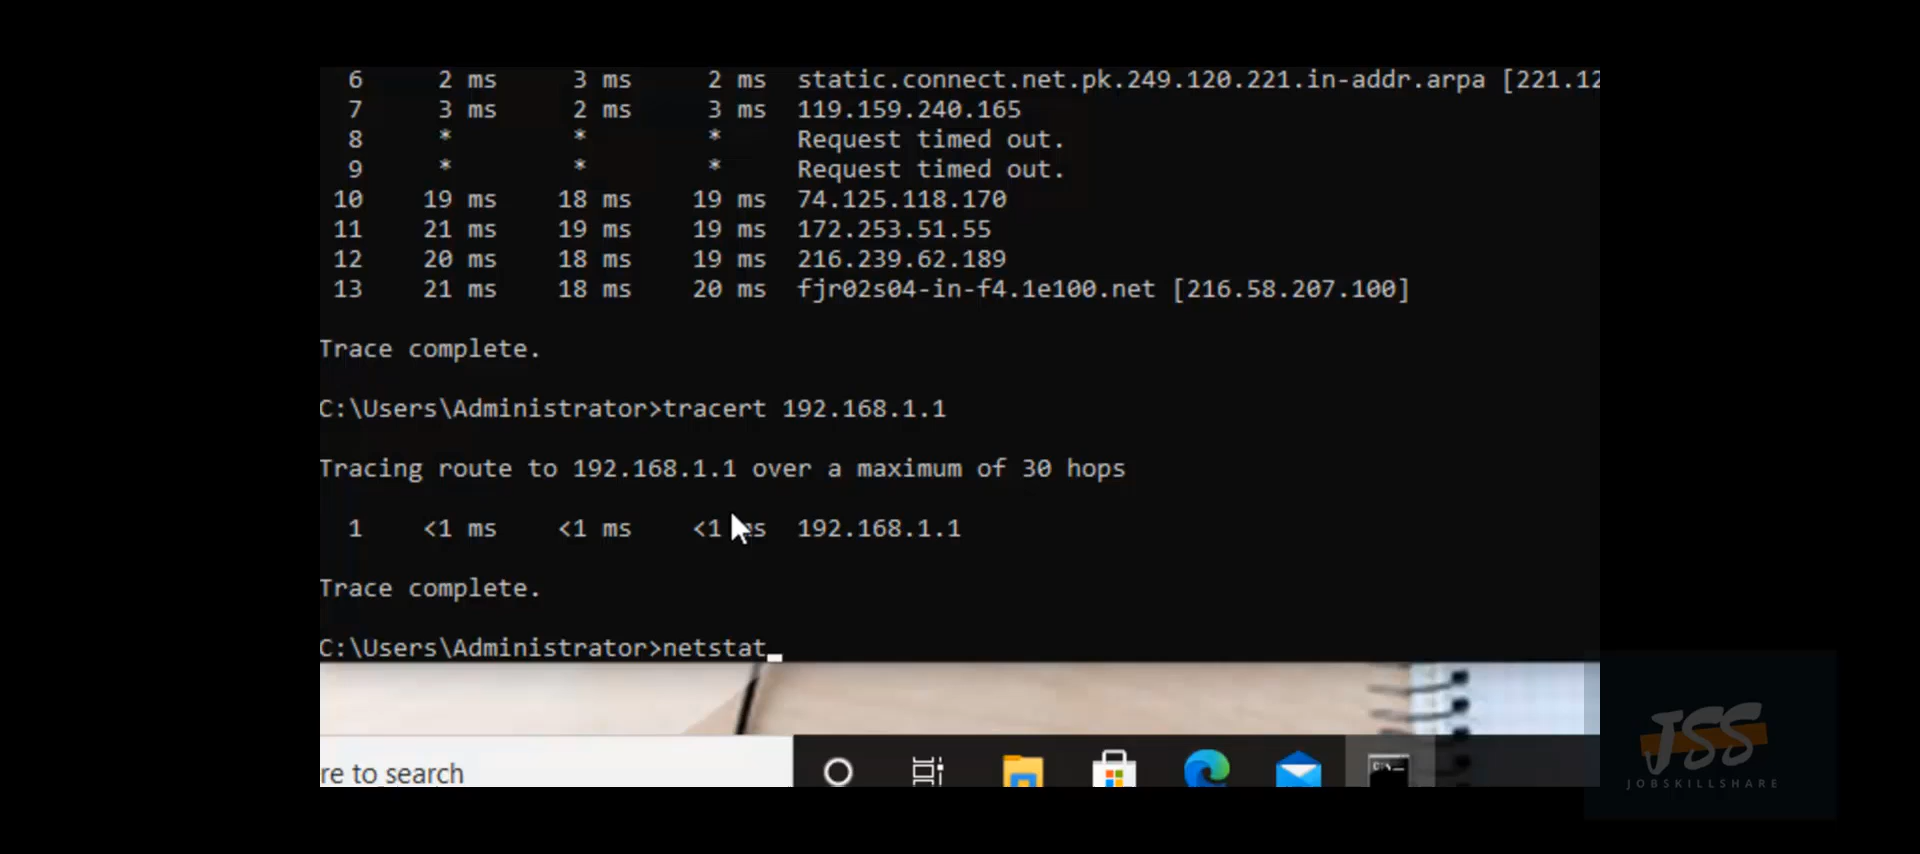 6 2 ms 3 ms 2 ms static.connect.net.pk.249.120.221.in-addr.arpa [221.12
7 3 ms 2 ms 3 ms 119.159.240.165
8 * * * Request timed out.
9 * * * Request timed out.
10 19 ms 18 ms 19 ms 74.125.118.170
11 21 ms 19 ms 19 ms 172.253.51.55
12 20 ms 18 ms 19 ms 216.239.62.189
13 21 ms 18 ms 20 ms fjr02s04-in-f4.1e100.net [216.58.207.100]
Trace complete.
C:\Users\Administrator>tracert 192.168.1.1
Tracing route to 192.168.1.1 over a maximum of 30 hops
1 <1 ms <1 ms <1 ms 192.168.1.1
Trace complete.
C:\Users\Administrator>netstat
re to search
JSS
JOBSKILLSHARE